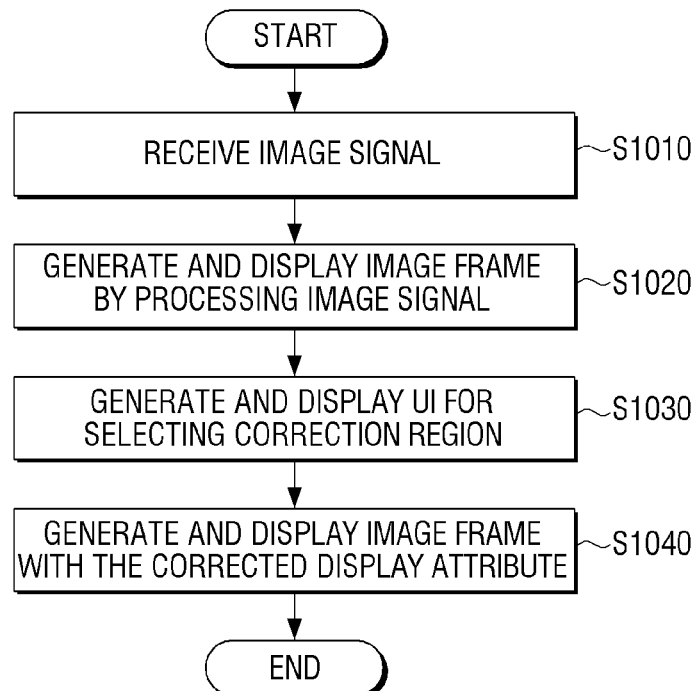 START
RECEIVE IMAGE SIGNAL
S1010
GENERATE AND DISPLAY IMAGE FRAME
BY PROCESSING IMAGE SIGNAL
S1020
GENERATE AND DISPLAY UI FOR
SELECTING CORRECTION REGION
S1030
GENERATE AND DISPLAY IMAGE FRAME
WITH THE CORRECTED DISPLAY ATTRIBUTE
S1040
END